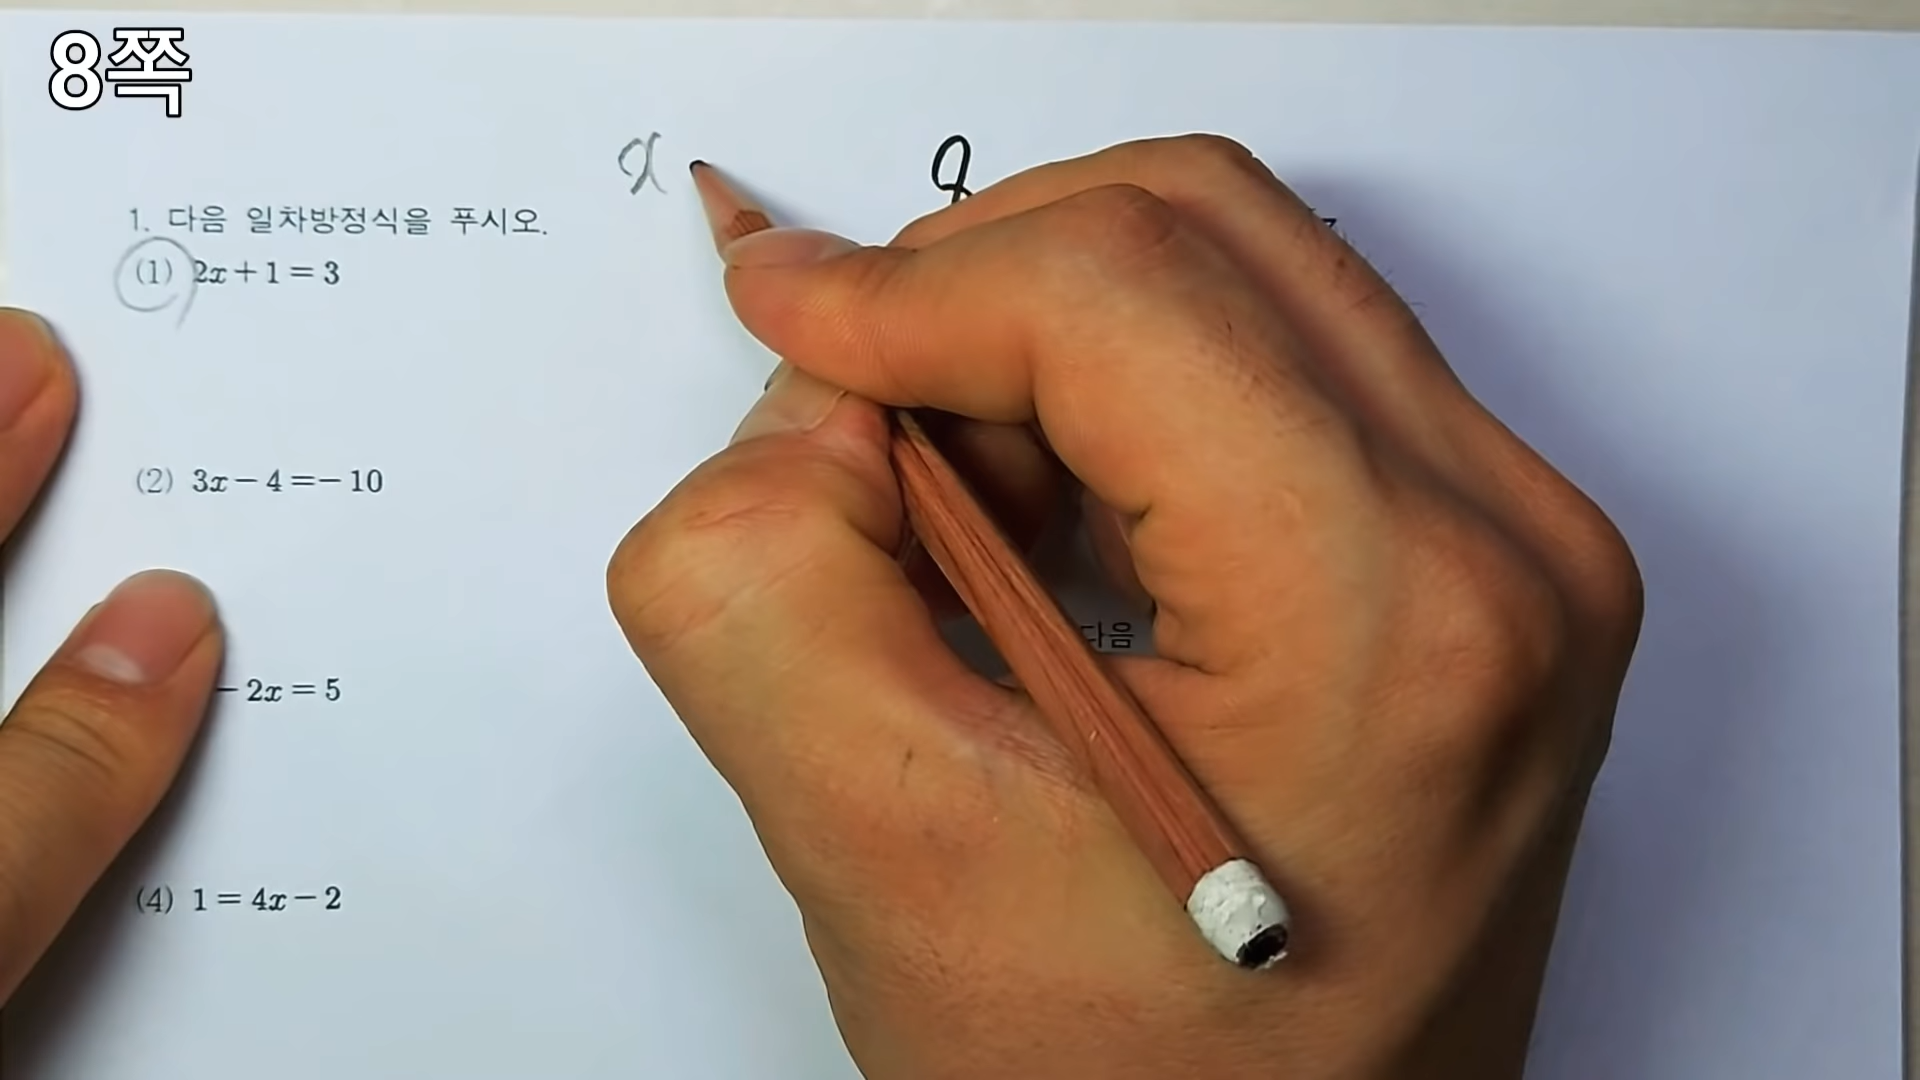 8쪽
x
8
1. 다음 일차방정식을 푸시오.
(1) 2x+1=3
(2) 3x-4=-10
- 2x=5
다음
(4) 1=4x-2